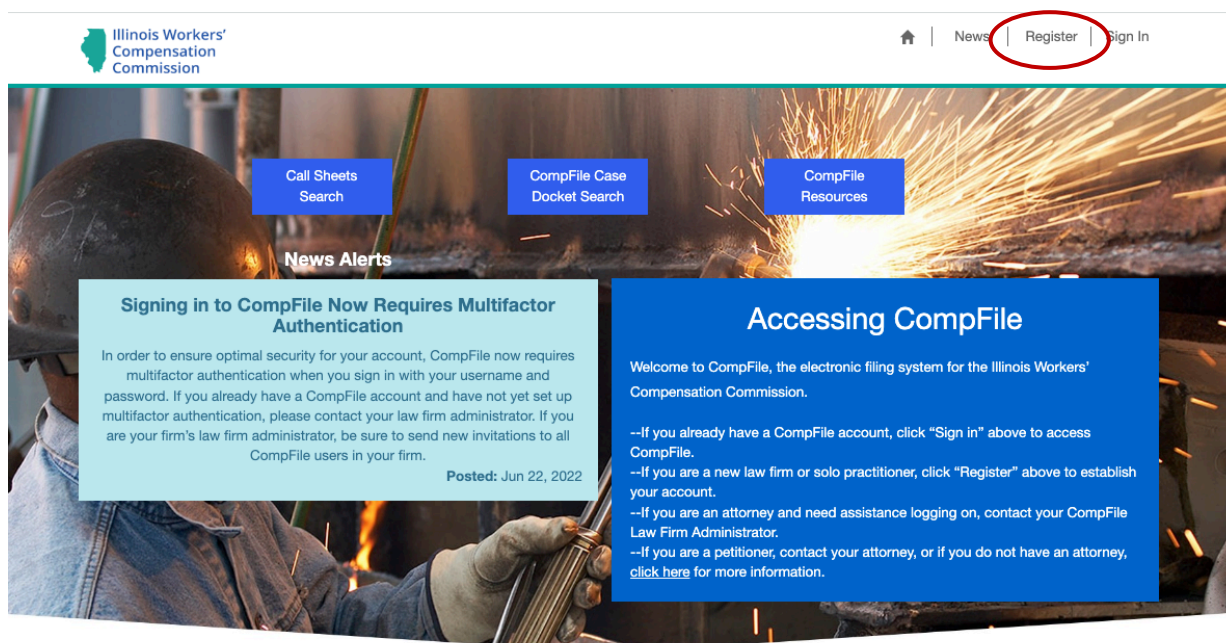 Illinois Workers'
Compensation
Commission
News
Register
Sign In
Call Sheets
Search
CompFile Case
Docket Search
CompFile
Resources
News Alerts
Signing in to CompFile Now Requires Multifactor
Authentication
In order to ensure optimal security for your account, CompFile now requires
multifactor authentication when you sign in with your username and
password. If you already have a CompFile account and have not yet set up
multifactor authentication, please contact your law firm administrator. If you
are your firm's law firm administrator, be sure to send new invitations to all
CompFile users in your firm.
Posted: Jun 22, 2022
Accessing CompFile
Welcome to CompFile, the electronic filing system for the Illinois Workers'
Compensation Commission.
--If you already have a CompFile account, click “Sign in” above to access
CompFile.
--If you are a new law firm or solo practitioner, click “Register” above to establish
your account.
--If you are an attorney and need assistance logging on, contact your CompFile
Law Firm Administrator.
--If you are a petitioner, contact your attorney, or if you do not have an attorney,
click here for more information.